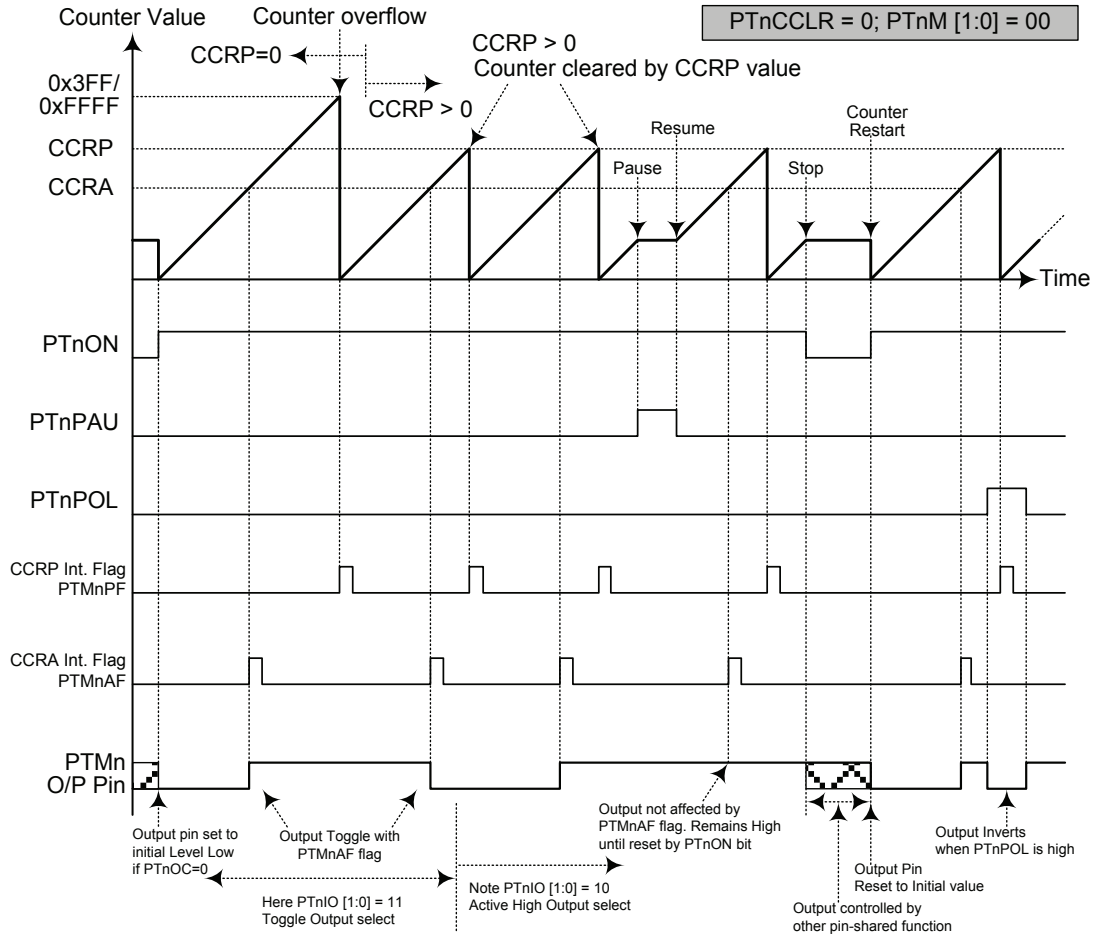 Counter Value
Counter overflow
PTnCCLR = 0; PTnM [1:0] = 00
CCRP=0
CCRP > 0
CCRP > 0
Counter cleared by CCRP value
0x3FF/
0xFFFF
CCRP
CCRA
Pause
Resume
Stop
Counter
Restart
Time
PTnON
PTnPAU
PTnPOL
CCRP Int. Flag
PTMnPF
CCRA Int. Flag
PTMnAF
PTMn
O/P Pin
Output pin set to
initial Level Low
if PTnOC=0
Output Toggle with
PTMnAF flag
Output not affected by
PTMnAF flag. Remains High
until reset by PTnON bit
Output Inverts
when PTnPOL is high
Output Pin
Reset to Initial value
Here PTnIO [1:0] = 11
Toggle Output select
Note PTnIO [1:0] = 10
Active High Output select
Output controlled by
other pin-shared function